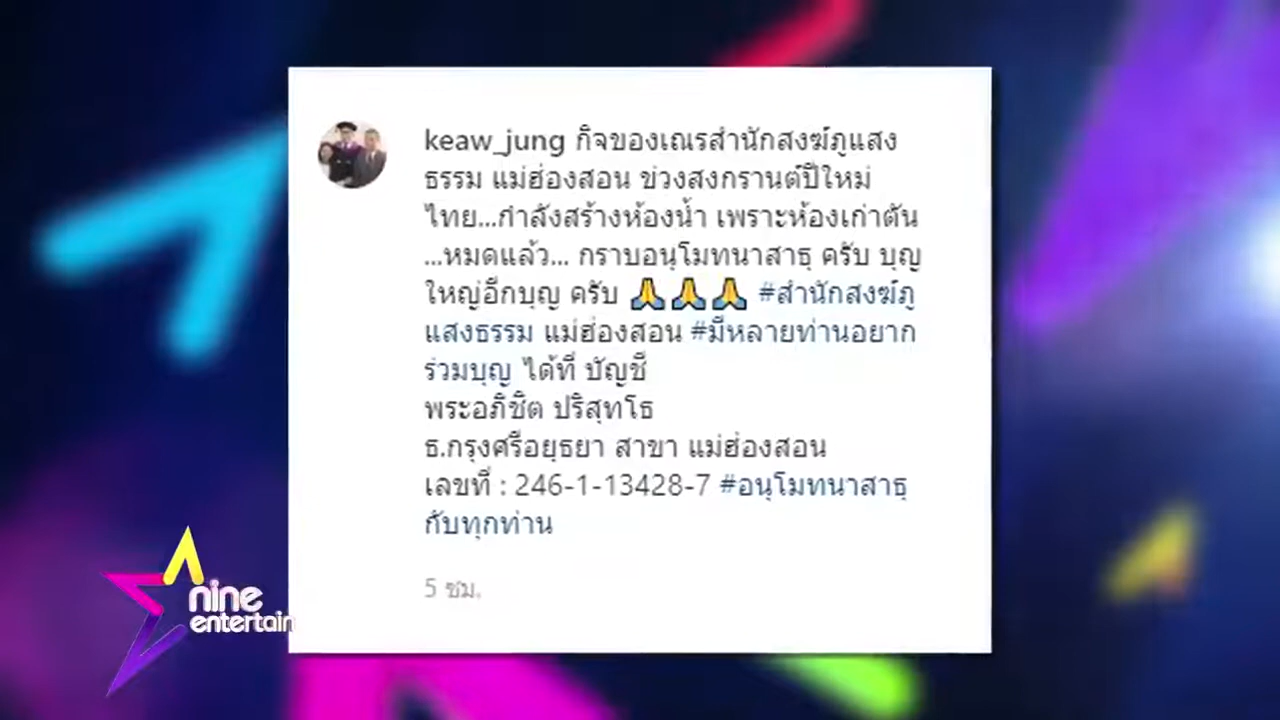 keaw_jung กิจของเณรสำนักสงฆ์ภูแสง
ธรรม แม่ฮ่องสอน ช่วงสงกรานต์ปีใหม่
ไทย...กำลังสร้างห้องน้ำ เพราะห้องเก่าตัน
...หมดแล้ว... กราบอนุโมทนาสาธุ ครับ บุญ
ใหญ่อีกบุญ ครับ 🙏🙏🙏 #สำนักสงฆ์ภู
แสงธรรม แม่ฮ่องสอน #มีหลายท่านอยาก
ร่วมบุญ ได้ที่ บัญชี
พระอภิชิต ปริสุทโธ
ธ.กรุงศรีอยุธยา สาขา แม่ฮ่องสอน
เลขที่ : 246-1-13428-7 #อนุโมทนาสาธุ
กับทุกท่าน
5 ชม.
nine
entertain